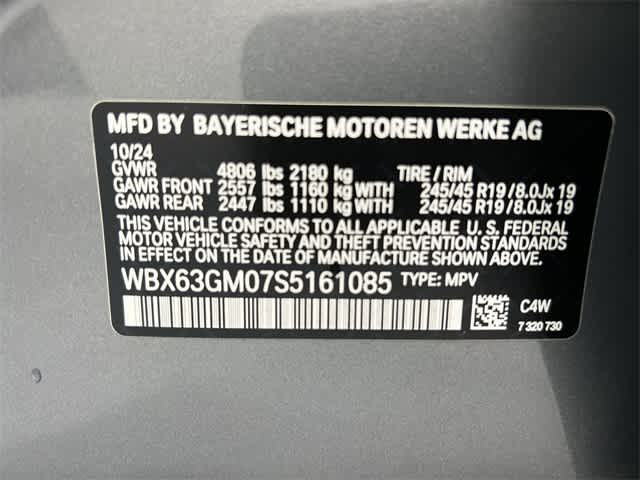 MFD BY BAYERISCHE MOTOREN WERKE AG
10/24
GVWR 4806 lbs 2180 kg TIRE / RIM
GAWR FRONT 2557 lbs 1160 kg WITH 245/45 R19 / 8.0Jx 19
GAWR REAR 2447 lbs 1110 kg WITH 245/45 R19 / 8.0Jx 19
THIS VEHICLE CONFORMS TO ALL APPLICABLE U. S. FEDERAL
MOTOR VEHICLE SAFETY AND THEFT PREVENTION STANDARDS
IN EFFECT ON THE DATE OF MANUFACTURE SHOWN ABOVE.
WBX63GM07S5161085 TYPE: MPV
C4W
7 320 730